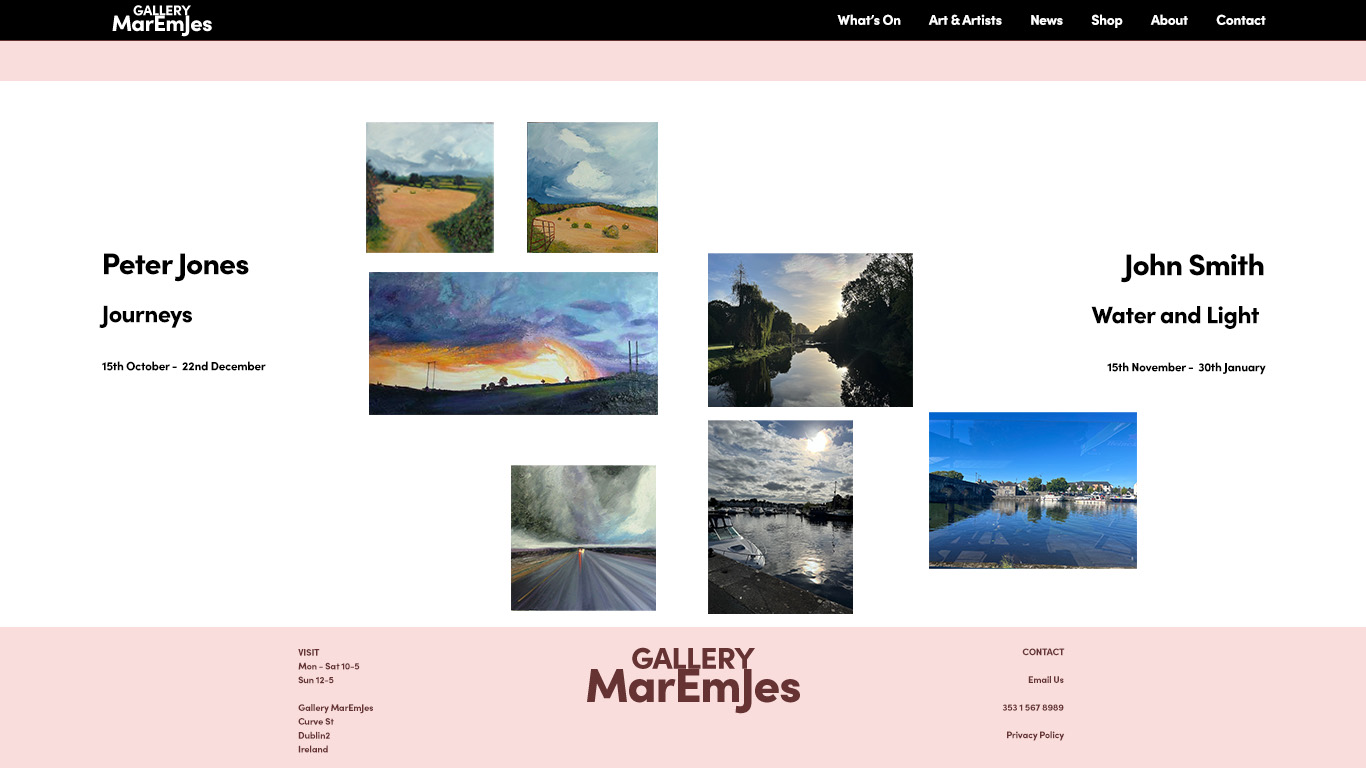 GALLERY
MarEmJes
What's On
Art & Artists
News
Shop
About
Contact
Peter Jones
Journeys
15th October - 22nd December
John Smith
Water and Light
15th November - 30th January
VISIT
Mon - Sat 10-5
Sun 12-5
Gallery MarEmJes
Curve St
Dublin2
Ireland
GALLERY
MarEmJes
CONTACT
Email Us
353 1 567 8989
Privacy Policy